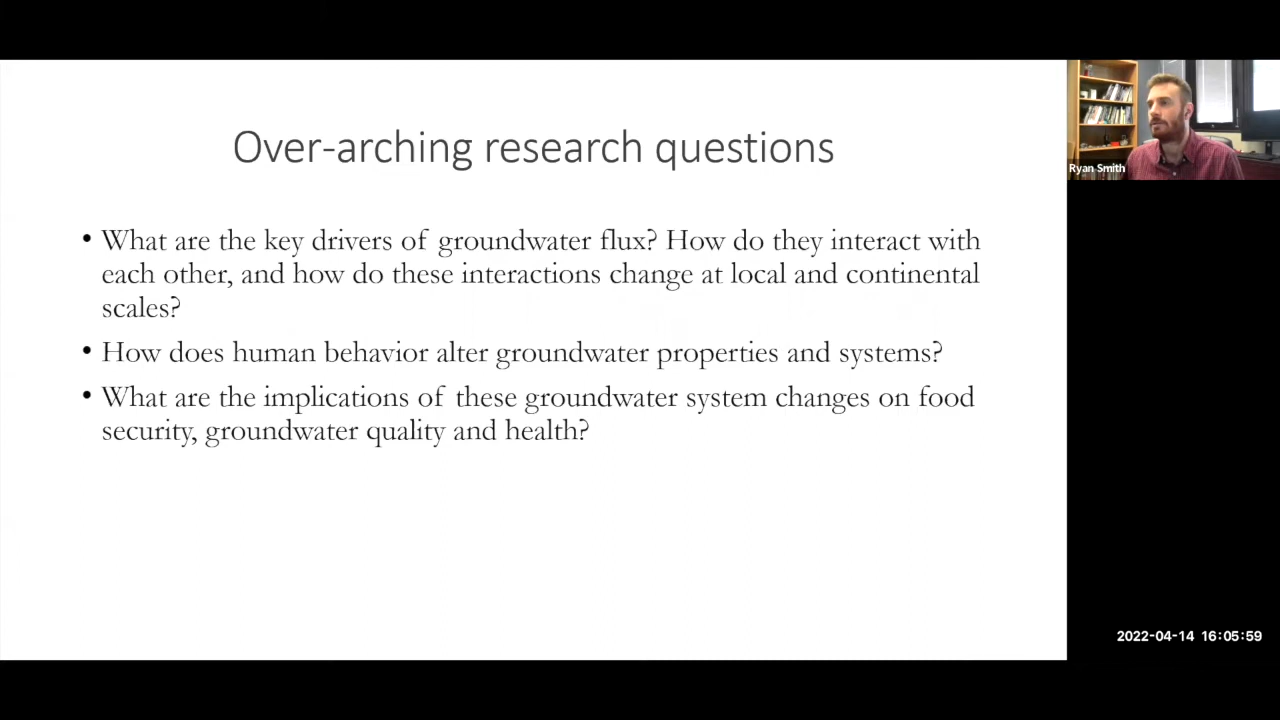 Over-arching research questions
• What are the key drivers of groundwater flux? How do they interact with
each other, and how do these interactions change at local and continental
scales?
• How does human behavior alter groundwater properties and systems?
• What are the implications of these groundwater system changes on food
security, groundwater quality and health?
Ryan Smith
2022-04-14 16:05:59